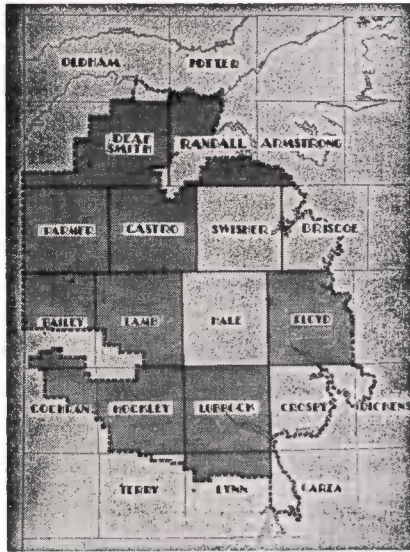 OLDHAM POTTER
DEAF SMITH RANDALL ARMSTRONG
PARMER CASTRO SWISHER BRISCOE
BAILEY LAMB HALE FLOYD
COCHRAN HOCKLEY LUBBOCK CROSBY DICKENS
TERRY LYNN GARZA